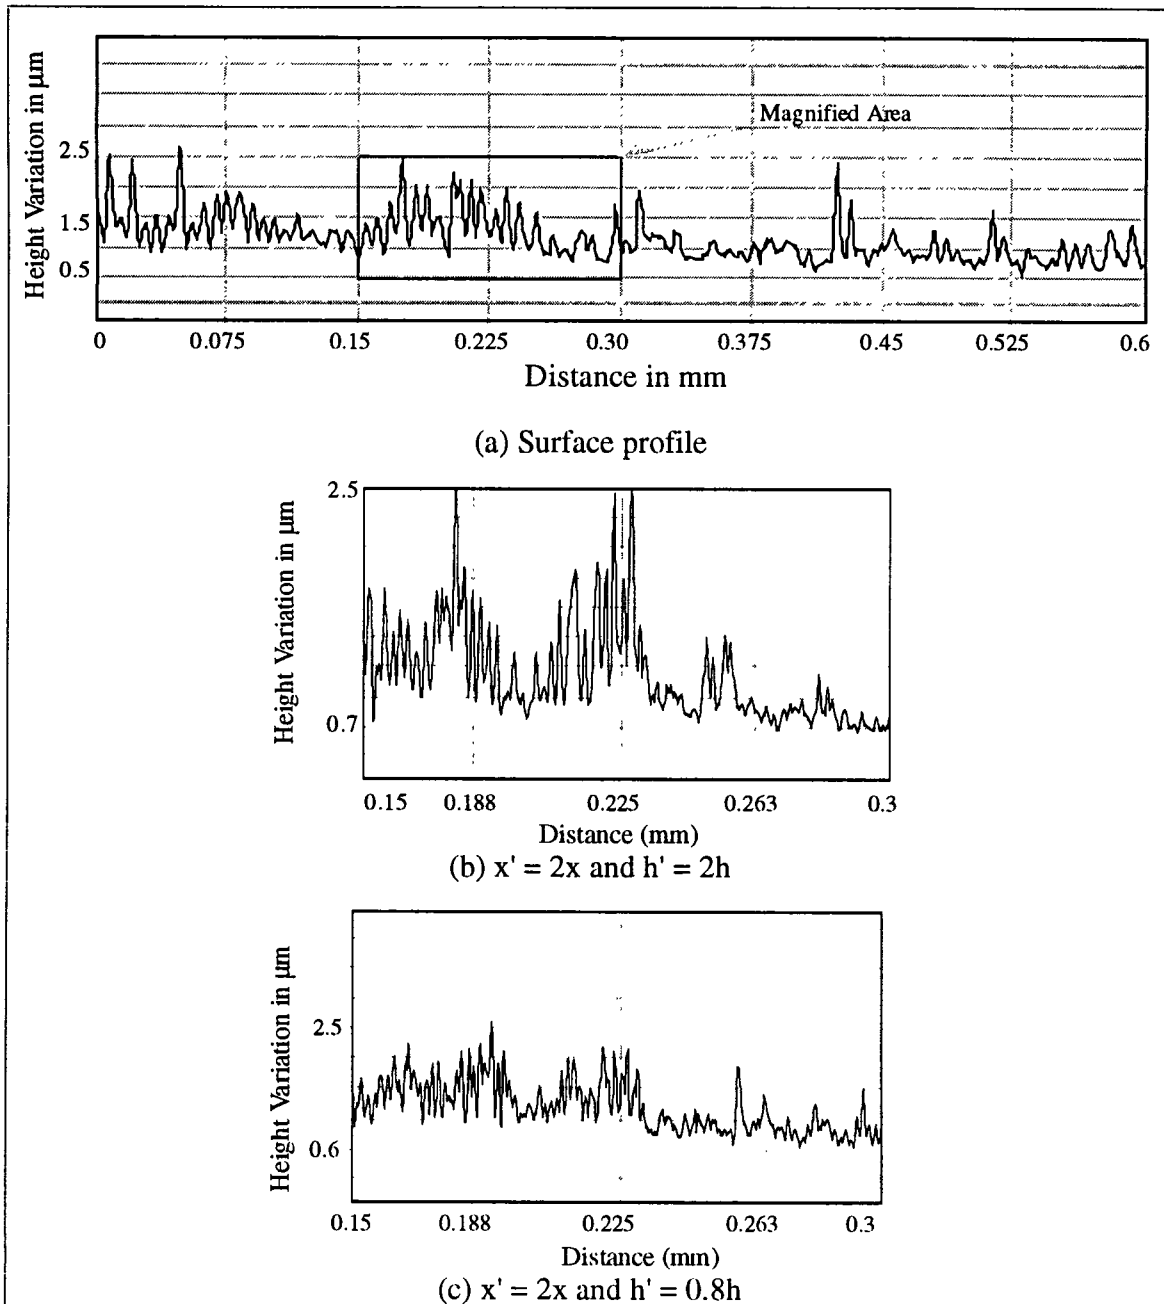 Height Variation in μm
2.5
1.5
0.5
Magnified Area
0 0.075 0.15 0.225 0.30 0.375 0.45 0.525 0.6
Distance in mm
(a) Surface profile
Height Variation in μm
2.5
0.7
0.15 0.188 0.225 0.263 0.3
Distance (mm)
(b) x' = 2x and h' = 2h
Height Variation in μm
2.5
0.6
0.15 0.188 0.225 0.263 0.3
Distance (mm)
(c) x' = 2x and h' = 0.8h